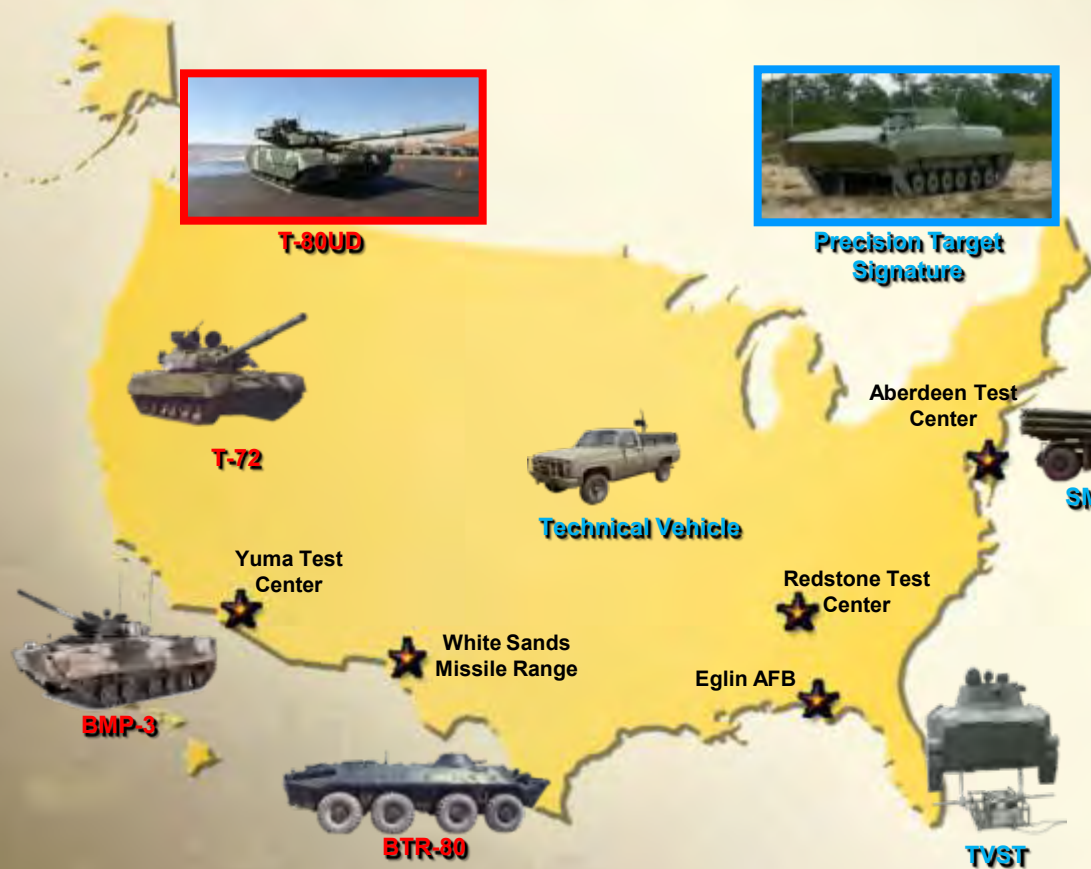 T-80UD
Precision Target
Signature
Aberdeen Test
Center
T-72
SM
Technical Vehicle
Yuma Test
Center
Redstone Test
Center
White Sands
Missile Range
Eglin AFB
BMP-3
BTR-80
TVST